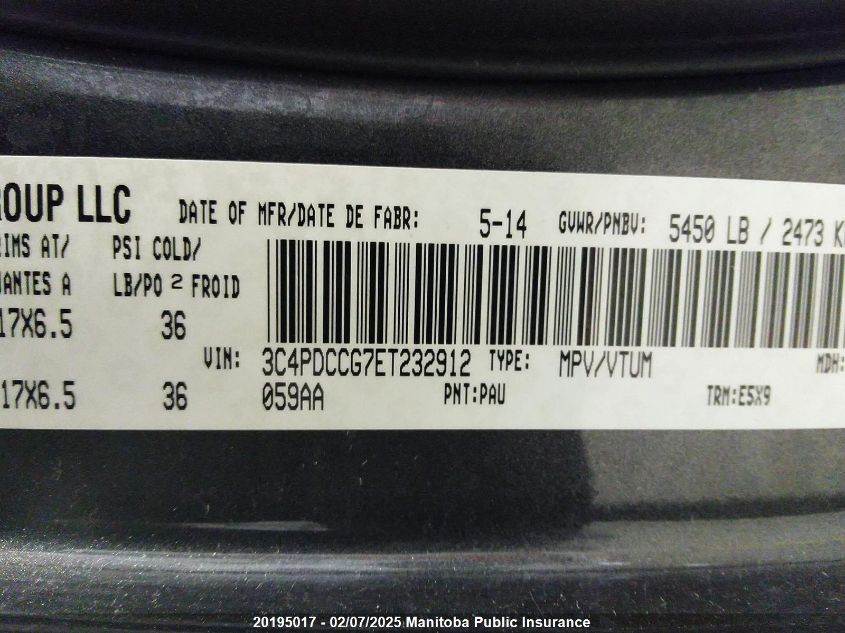 ROUP LLC DATE OF MFR/DATE DE FABR: 5-14 GVWR/PNBV: 5450 LB / 2473 K
RIMS AT/ PSI COLD/
ANTES A LB/PO 2 FROID
17X6.5 36
VIN: 3C4PDCCG7ET232912 TYPE: MPV/VTUM MDH:
17X6.5 36 059AA PNT:PAU TRM:E5X9
20195017 - 02/07/2025 Manitoba Public Insurance